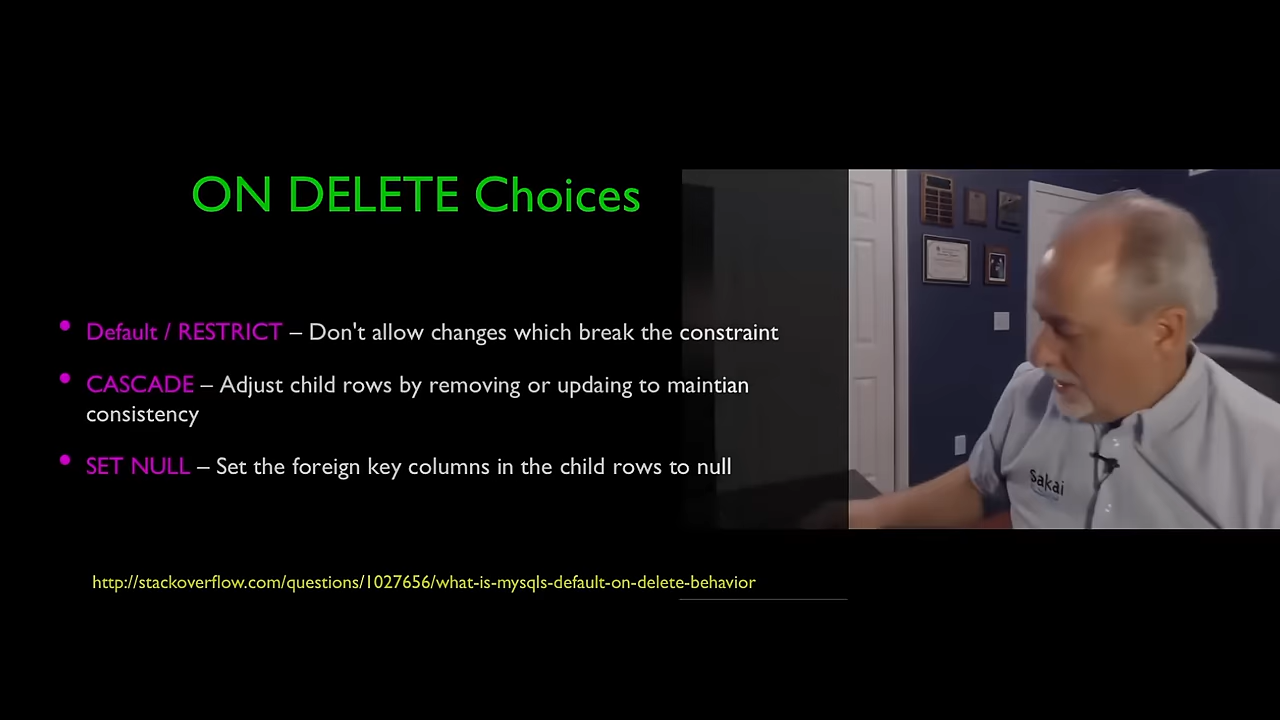 ON DELETE Choices
• Default / RESTRICT – Don't allow changes which break the constraint
• CASCADE – Adjust child rows by removing or updaing to maintian
consistency
• SET NULL – Set the foreign key columns in the child rows to null
sakai
http://stackoverflow.com/questions/1027656/what-is-mysqls-default-on-delete-behavior